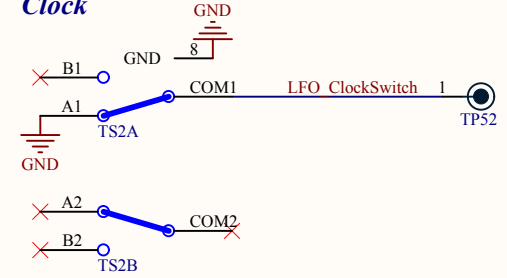 Clock
GND
GND 8
B1
COM1 LFO_ClockSwitch 1
A1
TS2A
TP52
GND
A2
COM2
B2
TS2B